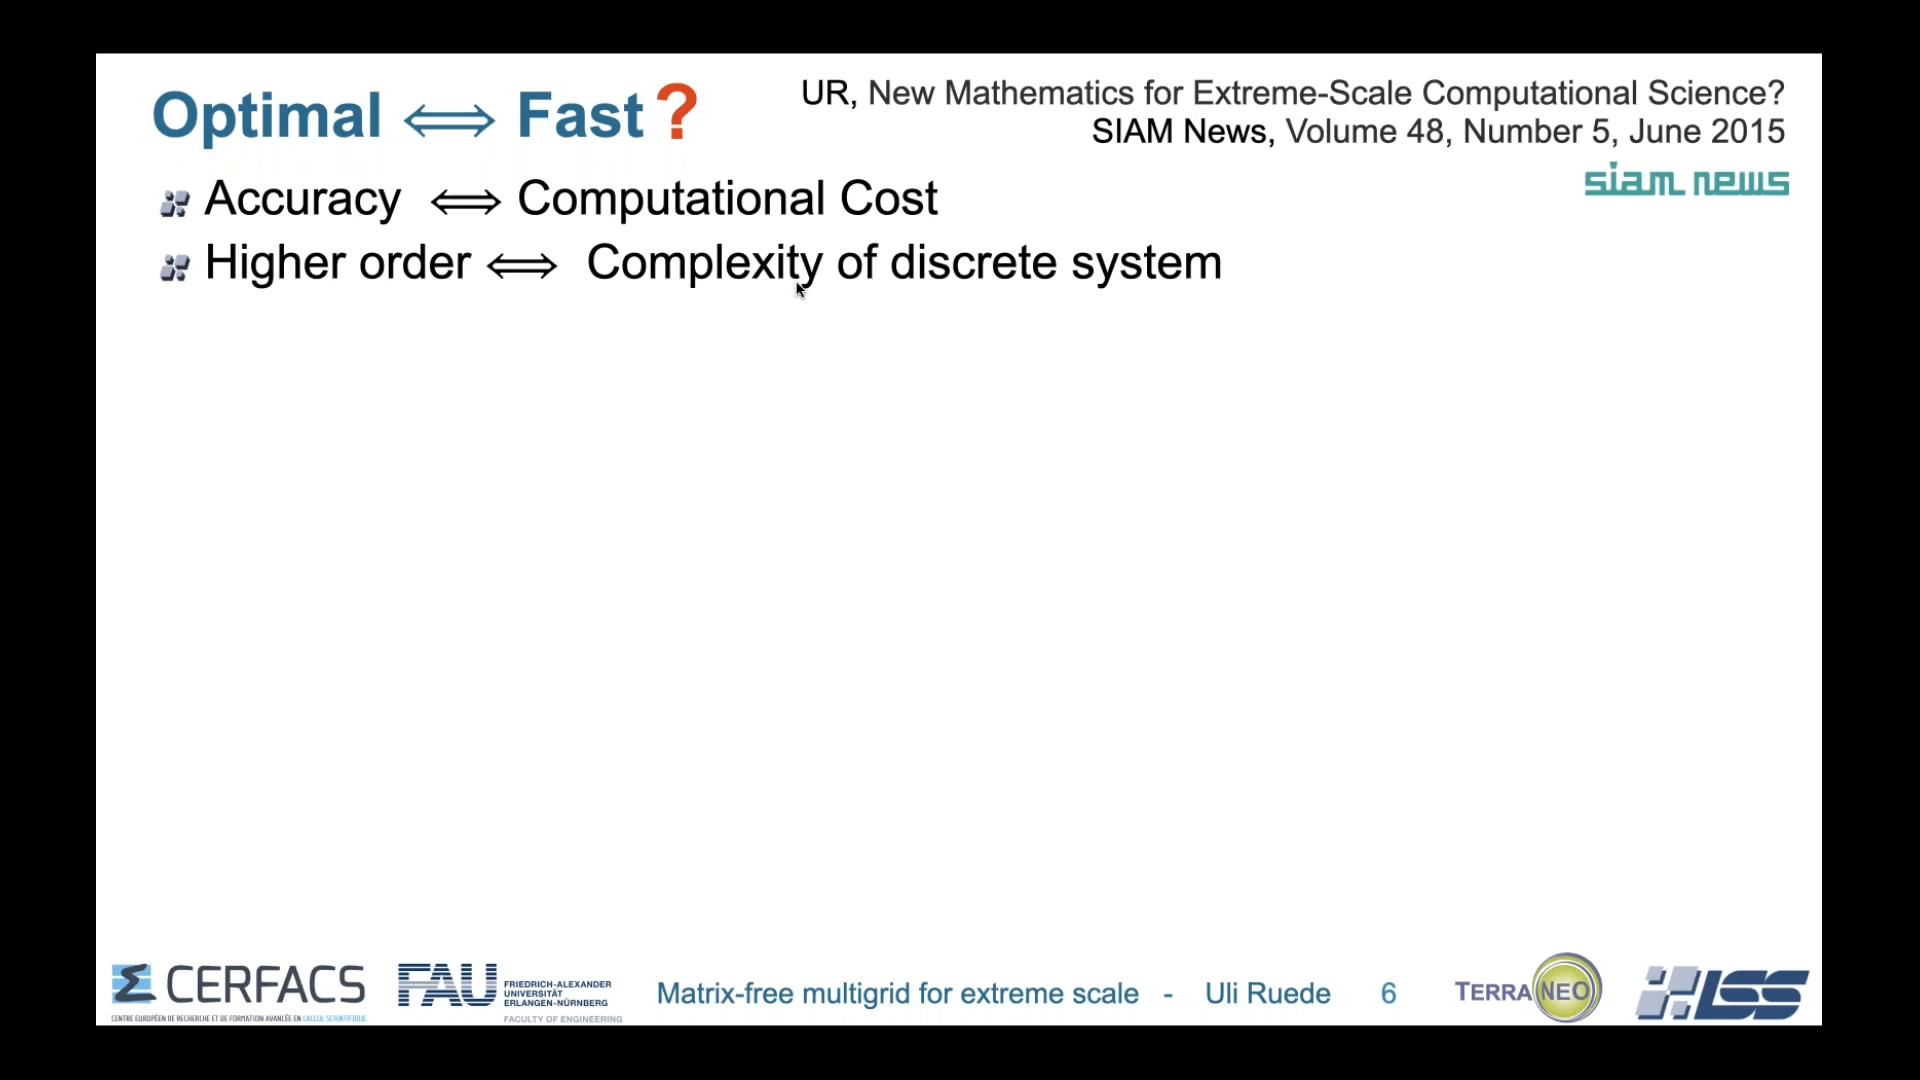 Optimal ⟺ Fast ?
UR, New Mathematics for Extreme-Scale Computational Science?
SIAM News, Volume 48, Number 5, June 2015
siam news
Accuracy ⟺ Computational Cost
Higher order ⟺ Complexity of discrete system
CERFACS
CENTRE EUROPÉEN DE RECHERCHE ET DE FORMATION AVANCÉE EN CALCUL SCIENTIFIQUE
FAU
FRIEDRICH-ALEXANDER
UNIVERSITÄT
ERLANGEN-NÜRNBERG
FACULTY OF ENGINEERING
Matrix-free multigrid for extreme scale - Uli Ruede 6
TERRA NEO
LSS